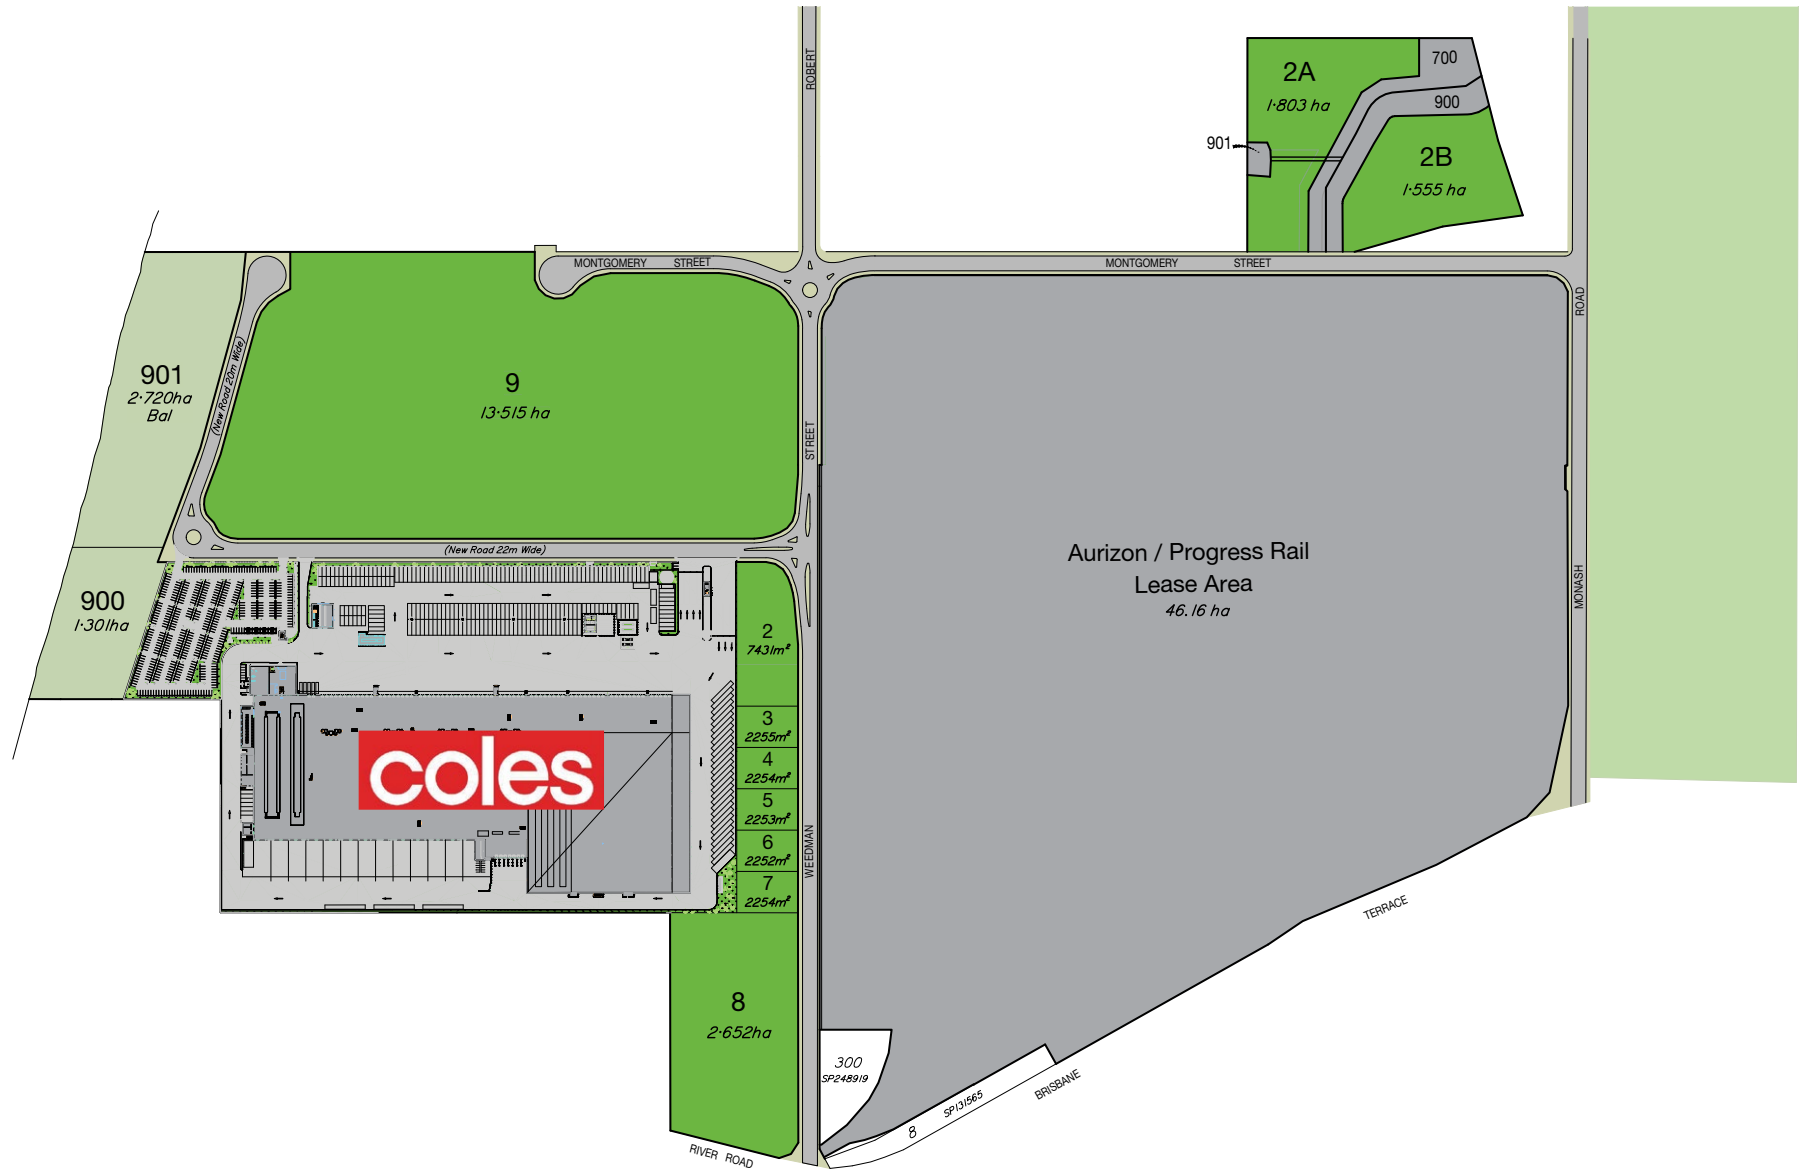 ROBERT
2A
1·803 ha
700
900
901
2B
1·555 ha
MONTGOMERY STREET
MONTGOMERY STREET
ROAD
901
2·720ha
Bal
(New Road 20m Wide)
9
13·515 ha
STREET
(New Road 22m Wide)
Aurizon / Progress Rail
Lease Area
46.16 ha
MONASH
900
1·301ha
2
7431m²
3
2255m²
4
2254m²
5
2253m²
6
2252m²
7
2254m²
coles
WEEDMAN
TERRACE
8
2·652ha
300
SP248919
BRISBANE
SP131565
8
RIVER ROAD